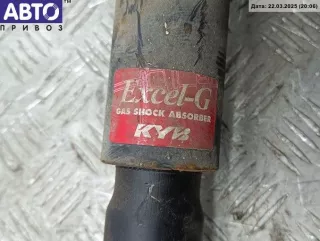 АВТО
ПРИВОЗ
Дата: 22.03.2025 (20:06)
Excel-G
GAS SHOCK ABSORBER
KYB